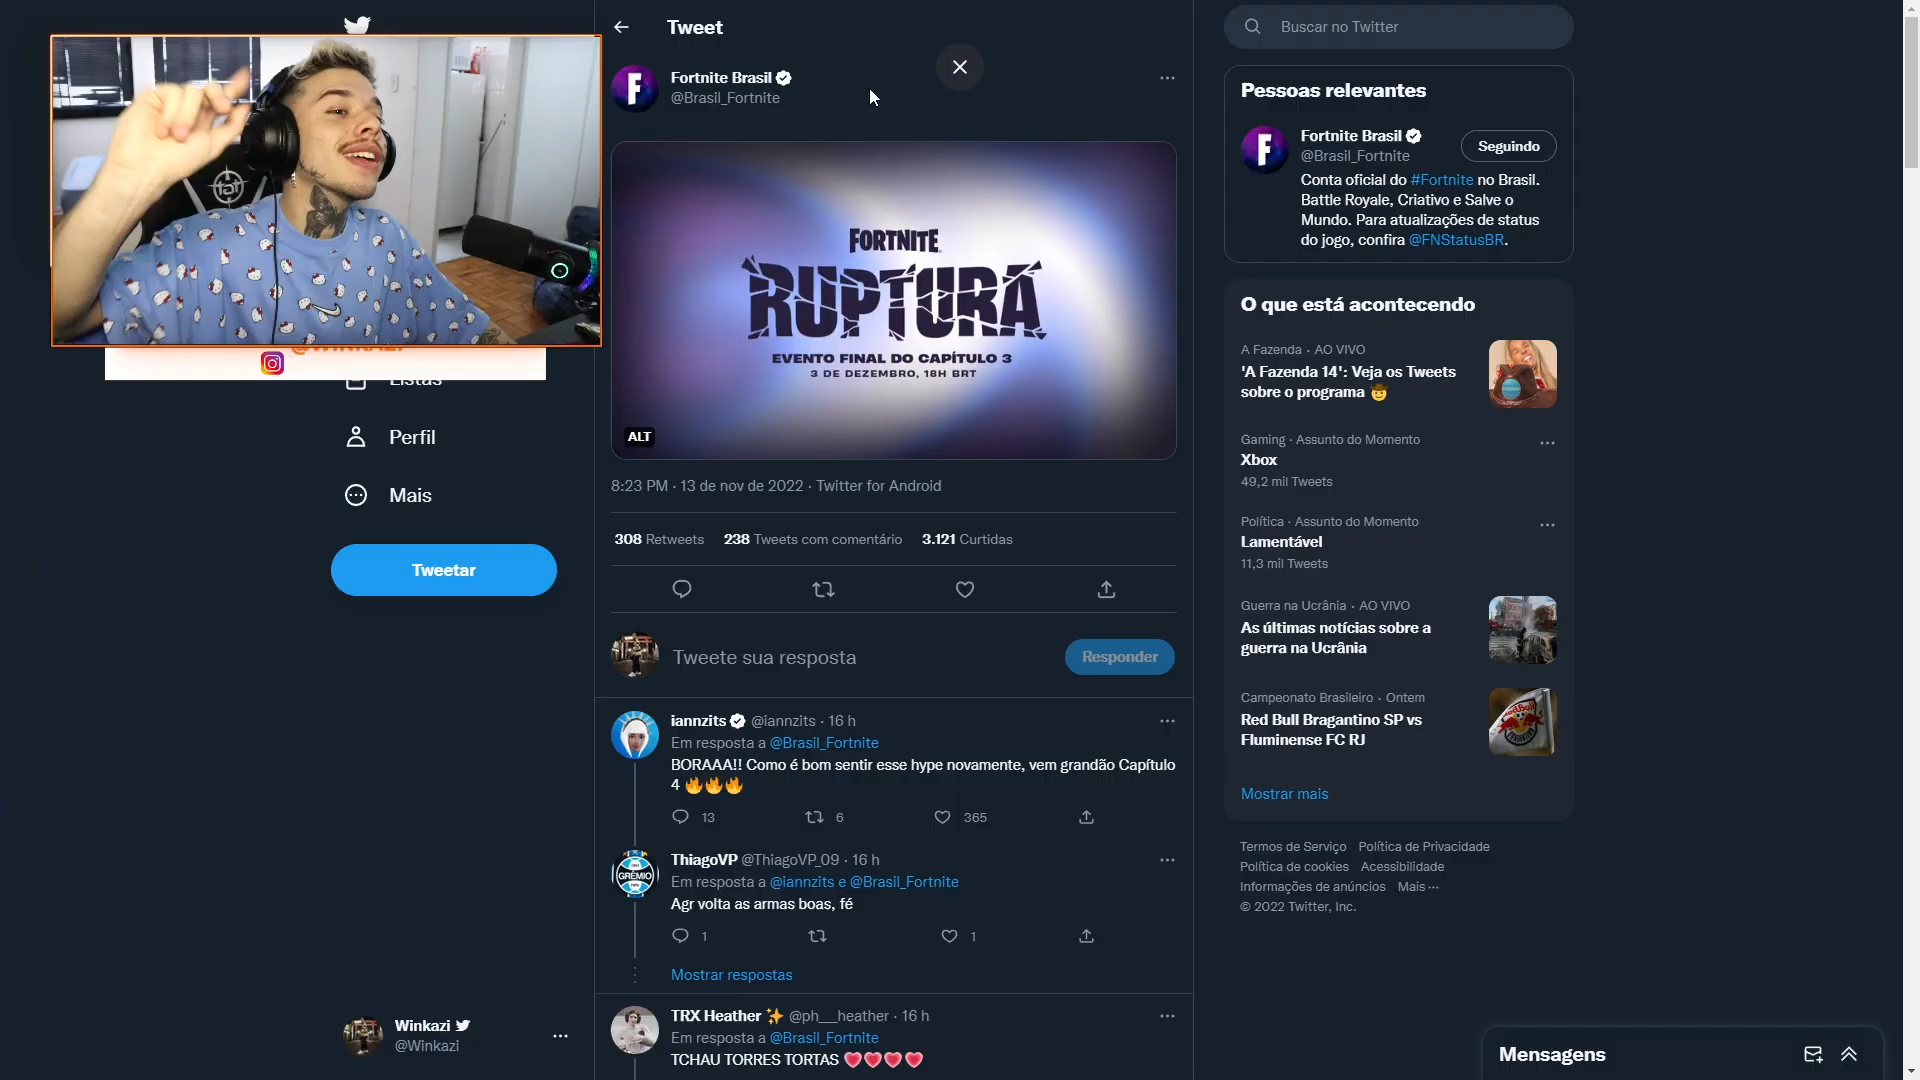 Tweet
Fortnite Brasil
@Brasil_Fortnite
FORTNITE
RUPTURA
EVENTO FINAL DO CAPÍTULO 3
3 DE DEZEMBRO, 18H BRT
ALT
8:23 PM · 13 de nov de 2022 · Twitter for Android
308 Retweets 238 Tweets com comentário 3.121 Curtidas
Tweete sua resposta
Responder
iannzits @iannzits · 16 h
Em resposta a @Brasil_Fortnite
BORAAA!! Como é bom sentir esse hype novamente, vem grandão Capítulo
4 🔥🔥🔥
13 6 365
ThiagoVP @ThiagoVP_09 · 16 h
Em resposta a @iannzits e @Brasil_Fortnite
Agr volta as armas boas, fé
1 1
Mostrar respostas
TRX Heather ✨ @ph__heather · 16 h
Em resposta a @Brasil_Fortnite
TCHAU TORRES TORTAS ❤️❤️❤️❤️
@WINKAZI
Listas
Perfil
Mais
Tweetar
Winkazi
@Winkazi
Buscar no Twitter
Pessoas relevantes
Fortnite Brasil
@Brasil_Fortnite
Seguindo
Conta oficial do #Fortnite no Brasil.
Battle Royale, Criativo e Salve o
Mundo. Para atualizações de status
do jogo, confira @FNStatusBR.
O que está acontecendo
A Fazenda · AO VIVO
'A Fazenda 14': Veja os Tweets
sobre o programa 🤠
Gaming · Assunto do Momento
Xbox
49,2 mil Tweets
Política · Assunto do Momento
Lamentável
11,3 mil Tweets
Guerra na Ucrânia · AO VIVO
As últimas notícias sobre a
guerra na Ucrânia
Campeonato Brasileiro · Ontem
Red Bull Bragantino SP vs
Fluminense FC RJ
Mostrar mais
Termos de Serviço Política de Privacidade
Política de cookies Acessibilidade
Informações de anúncios Mais ···
© 2022 Twitter, Inc.
Mensagens
GRÊMIO